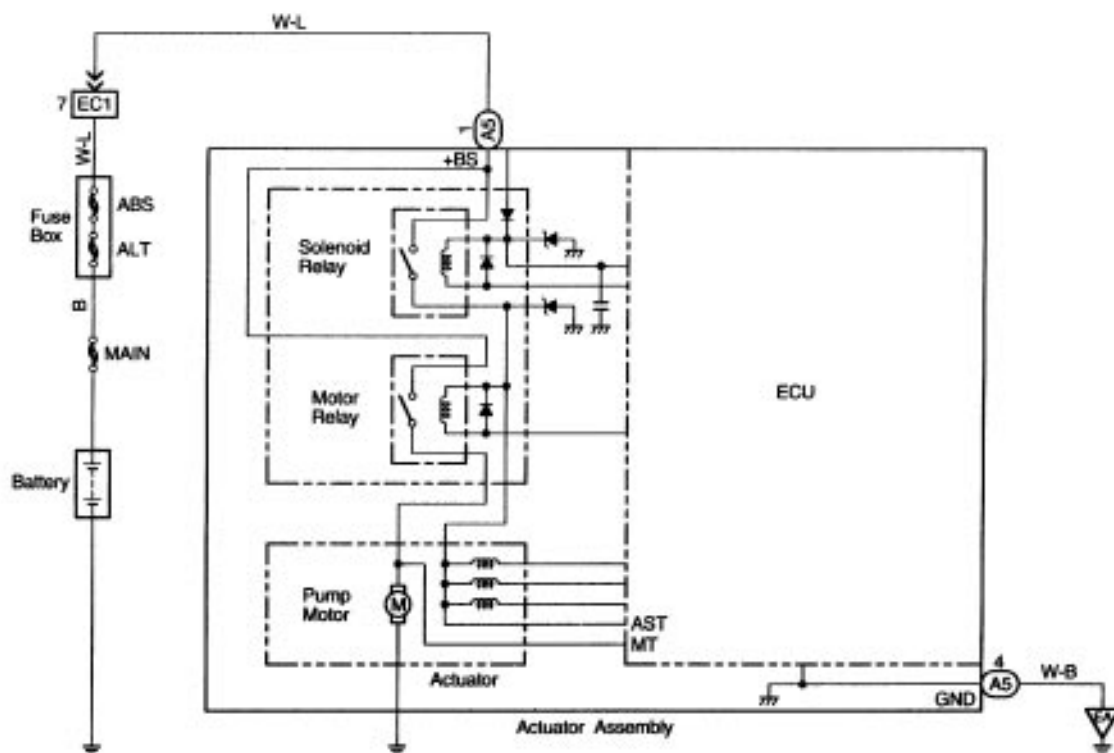 W-L
7 EC1
1 A5
W-L
+BS
Fuse
Box
ABS
ALT
Solenoid
Relay
B
MAIN
Motor
Relay
ECU
Battery
Pump
Motor
M
AST
MT
Actuator
4
A5
W-B
GND
Actuator Assembly